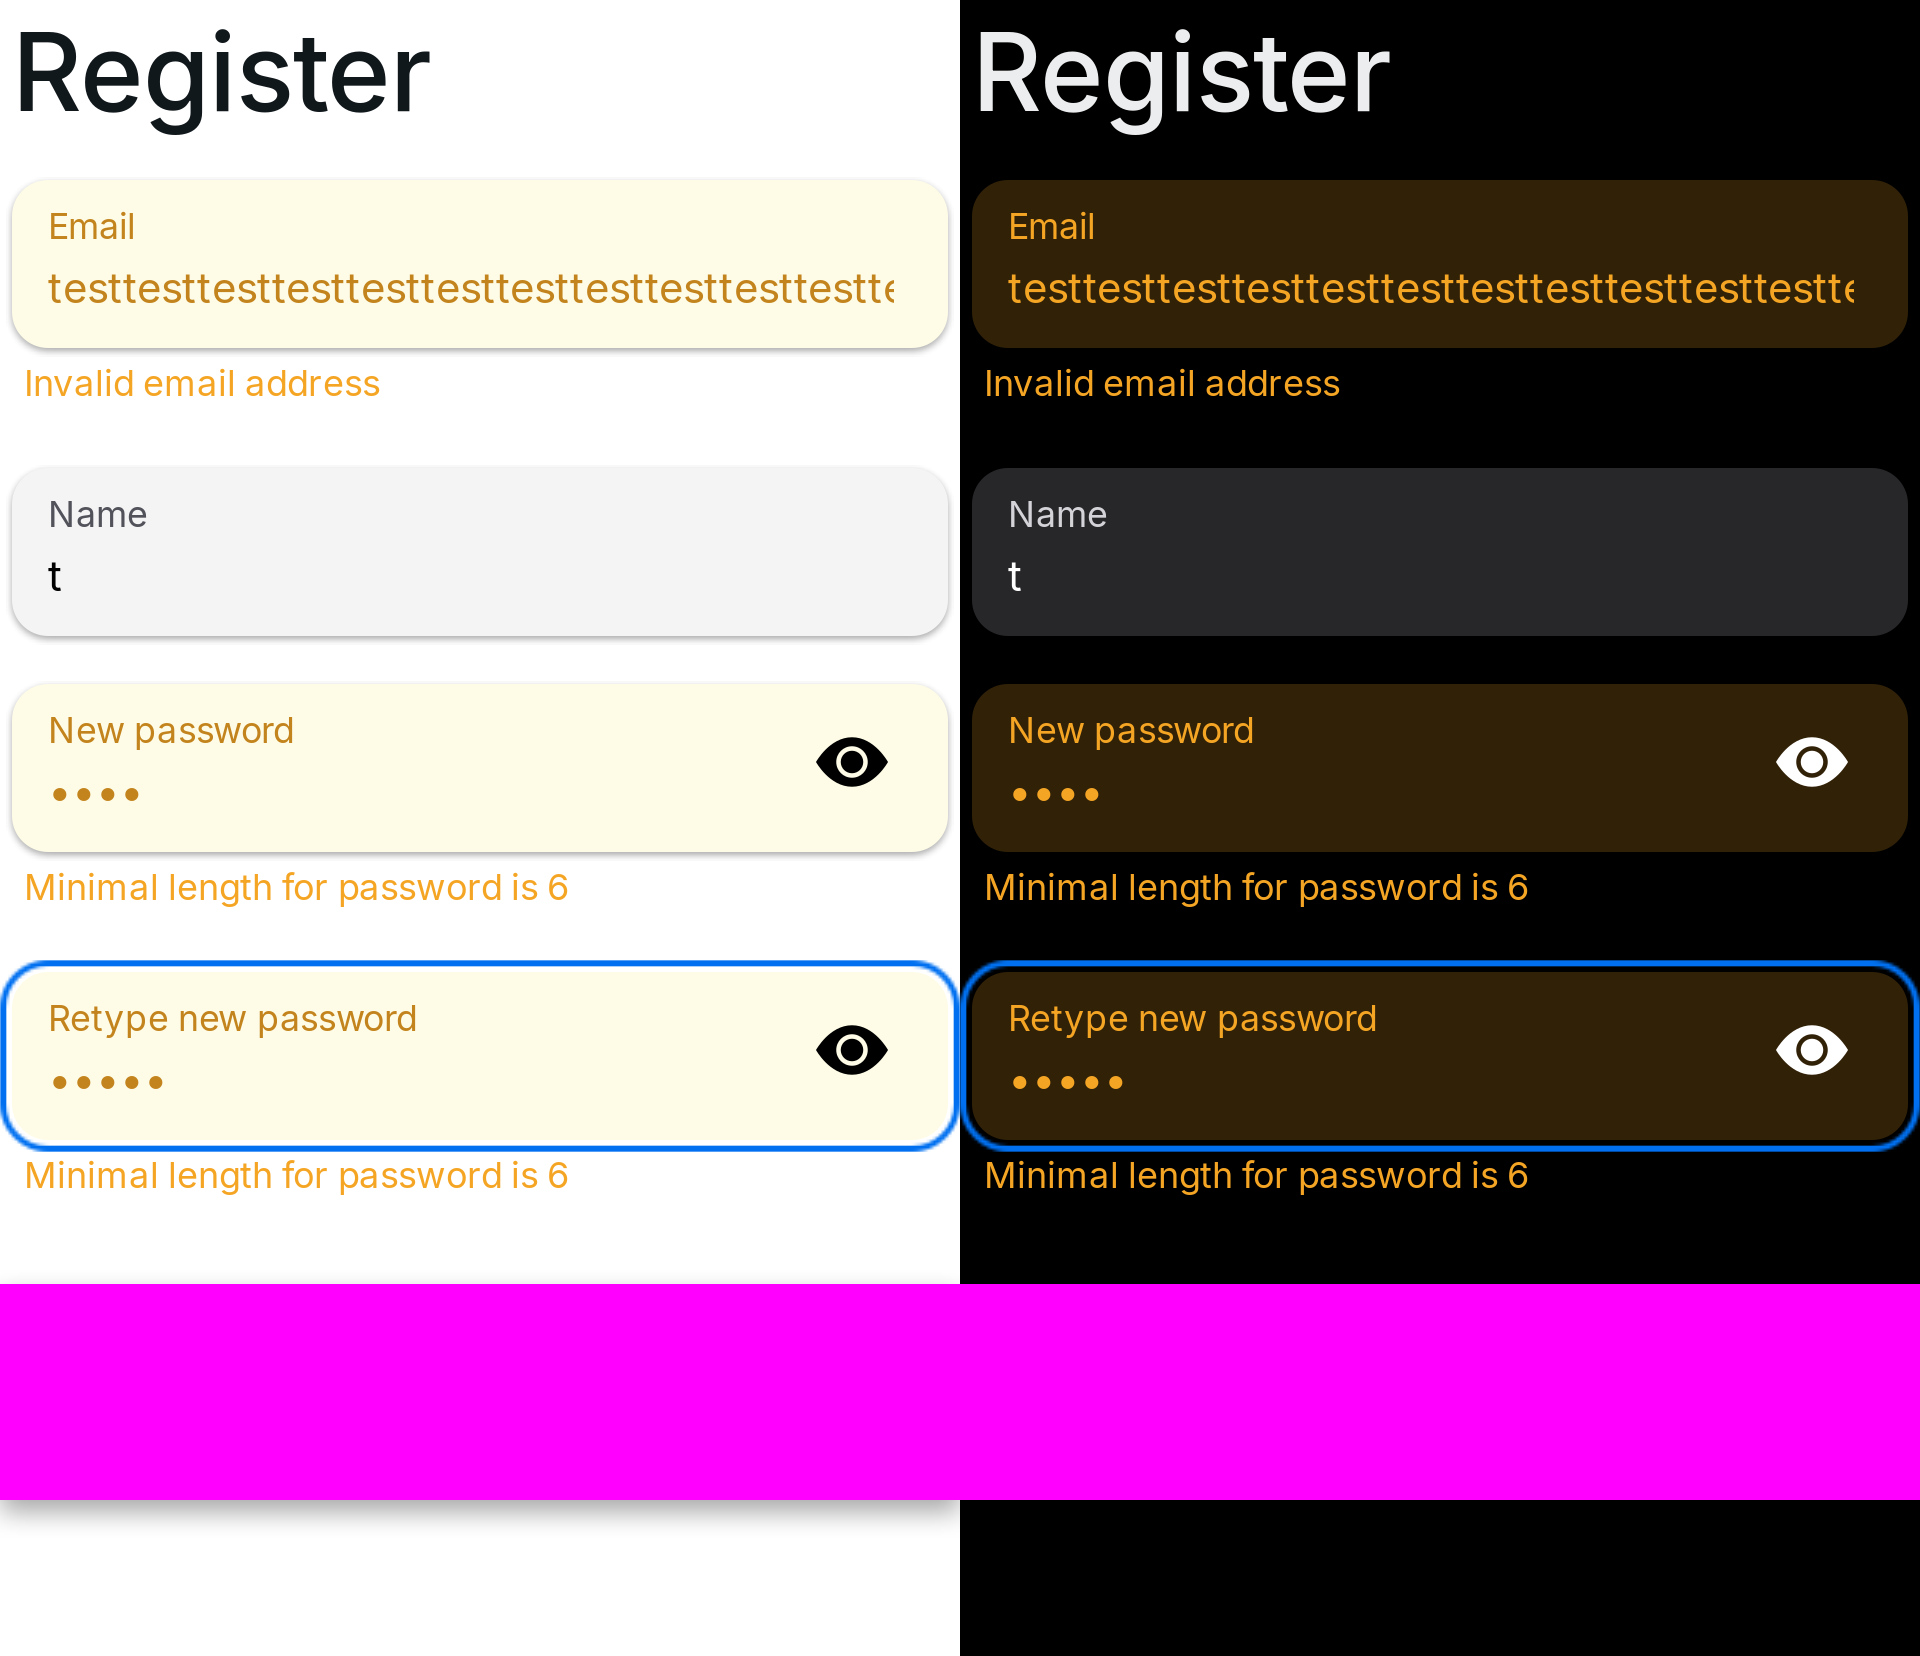 Register
Email
testtesttesttesttesttesttesttesttesttesttestte
Invalid email address
Name
t
New password
••••
Minimal length for password is 6
Retype new password
•••••
Minimal length for password is 6
Register
Email
testtesttesttesttesttesttesttesttesttesttestte
Invalid email address
Name
t
New password
••••
Minimal length for password is 6
Retype new password
•••••
Minimal length for password is 6